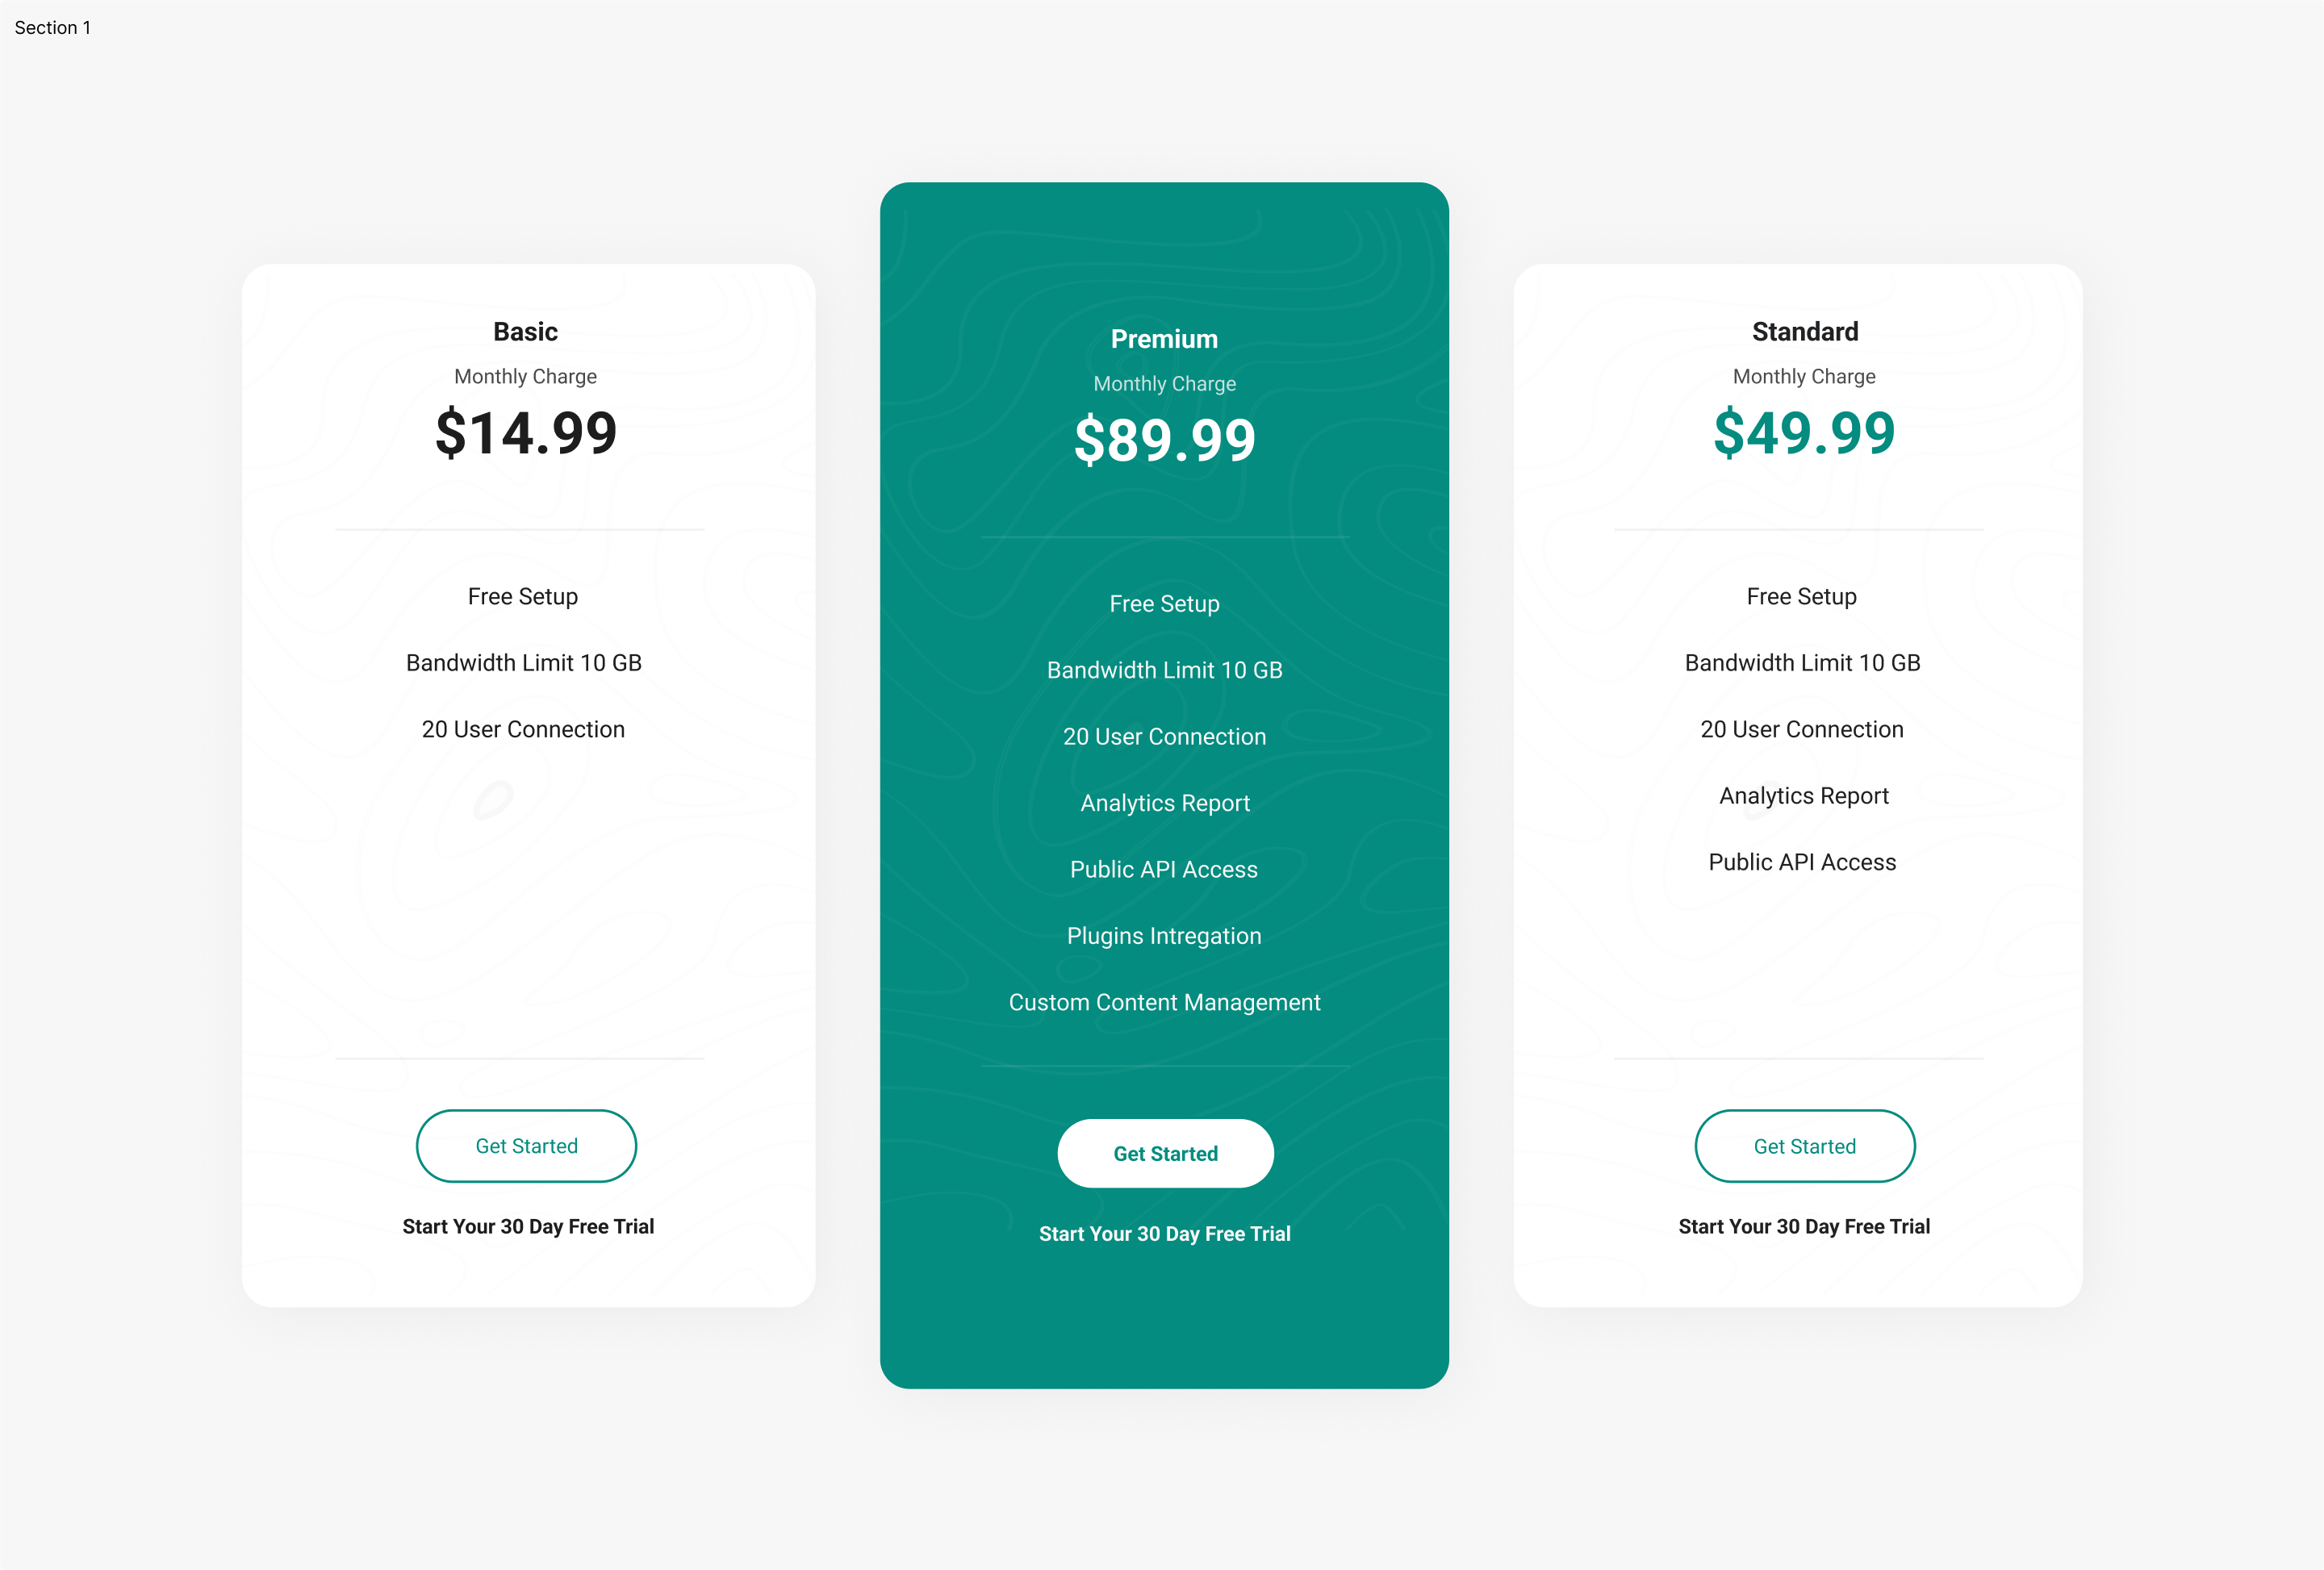 Section 1
Basic
Monthly Charge
$14.99
Free Setup
Bandwidth Limit 10 GB
20 User Connection
Get Started
Start Your 30 Day Free Trial
Premium
Monthly Charge
$89.99
Free Setup
Bandwidth Limit 10 GB
20 User Connection
Analytics Report
Public API Access
Plugins Intregation
Custom Content Management
Get Started
Start Your 30 Day Free Trial
Standard
Monthly Charge
$49.99
Free Setup
Bandwidth Limit 10 GB
20 User Connection
Analytics Report
Public API Access
Get Started
Start Your 30 Day Free Trial